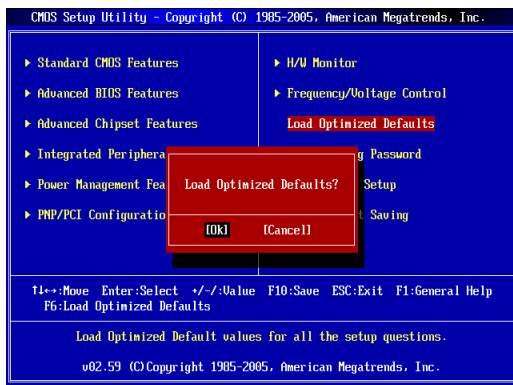 CMOS Setup Utility - Copyright (C) 1985-2005, American Megatrends, Inc.
▶ Standard CMOS Features
▶ Advanced BIOS Features
▶ Advanced Chipset Features
▶ Integrated Periphera
▶ Power Management Fea
▶ PNP/PCI Configuratio
▶ H/W Monitor
▶ Frequency/Voltage Control
Load Optimized Defaults
g Password
Setup
t Saving
Load Optimized Defaults?
[Ok] [Cancel]
↑↓↔:Move Enter:Select +/-/:Value F10:Save ESC:Exit F1:General Help
F6:Load Optimized Defaults
Load Optimized Default values for all the setup questions.
v02.59 (C)Copyright 1985-2005, American Megatrends, Inc.